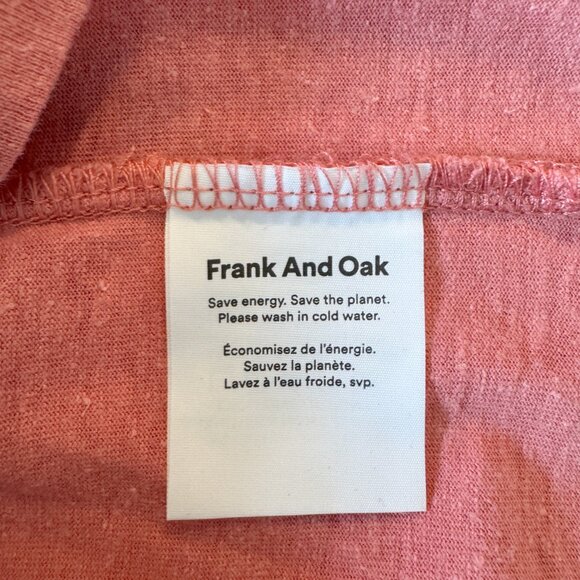 Frank And Oak
Save energy. Save the planet.
Please wash in cold water.
Économisez de l'énergie.
Sauvez la planète.
Lavez à l'eau froide, svp.